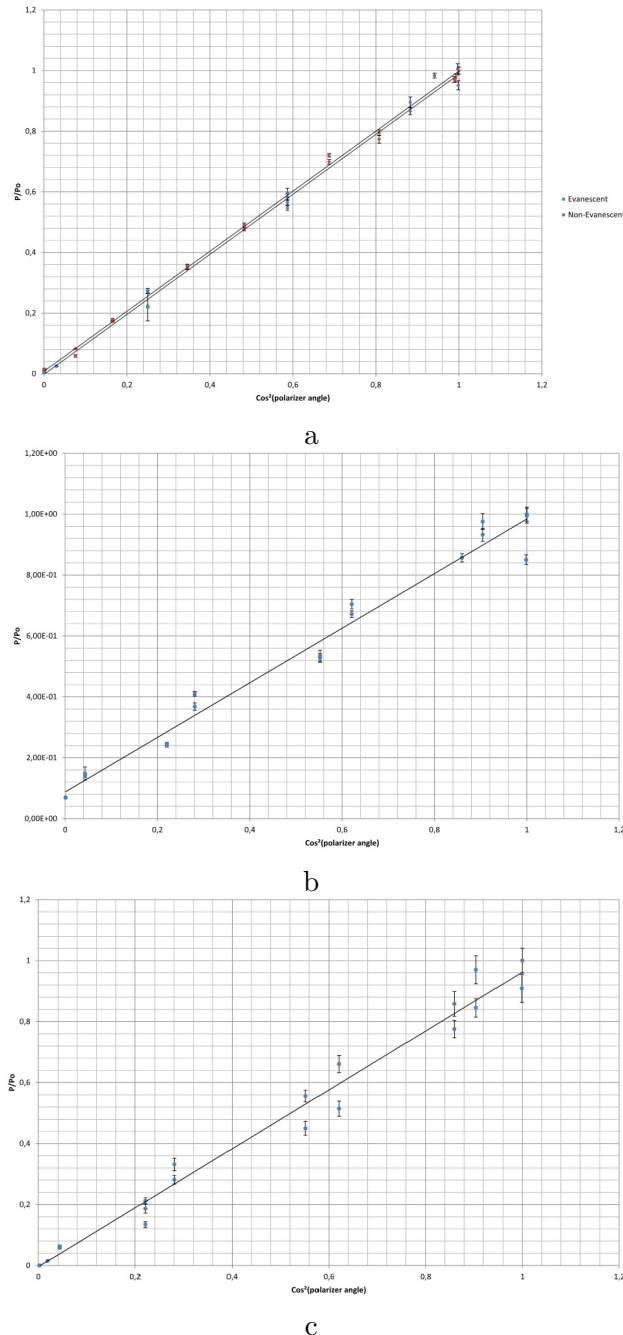 1,2
1
0,8
0,6
0,4
0,2
0
P/Po
0 0,2 0,4 0,6 0,8 1 1,2
Cos²(polarizer angle)
Evanescent
Non-Evanescent
a
1,20E+00
1,00E+00
8,00E-01
6,00E-01
4,00E-01
2,00E-01
0,00E+00
P/Po
0 0,2 0,4 0,6 0,8 1 1,2
Cos²(polarizer angle)
b
1,2
1
0,8
0,6
0,4
0,2
0
P/Po
0 0,2 0,4 0,6 0,8 1 1,2
Cos²(polarizer angle)
c